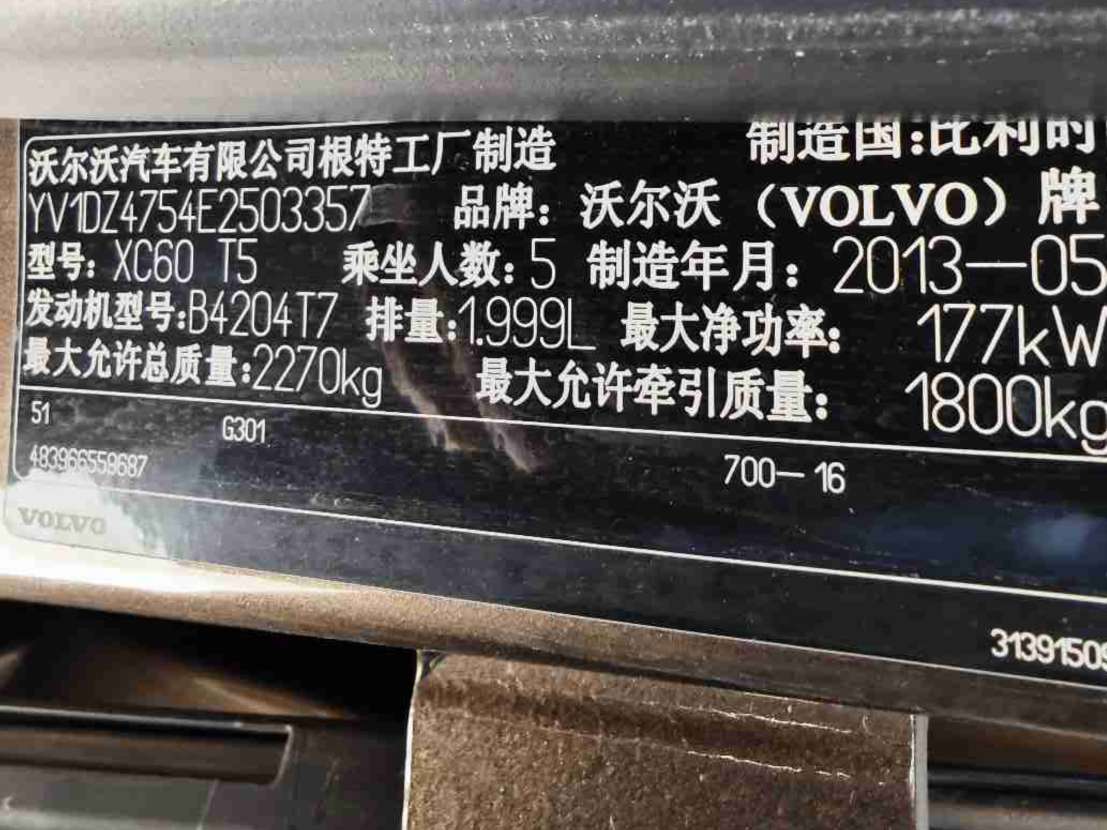 沃尔沃汽车有限公司根特工厂制造 制造国:比利时
YV1DZ4754E2503357 品牌: 沃尔沃（VOLVO）牌
型号: XC60 T5 乘坐人数: 5 制造年月: 2013—05
发动机型号:B4204T7 排量:1.999L 最大净功率: 177kW
最大允许总质量:2270kg 最大允许牵引质量: 1800kg
51 G301
483966559687 700—16
VOLVO
31391509